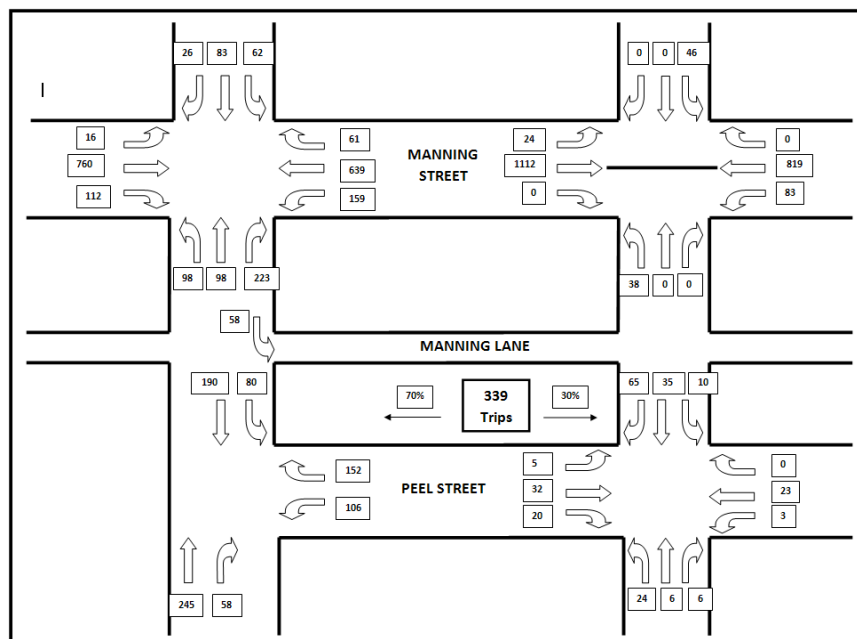 26 83 62
0 0 46
16
61
24
0
760
639
MANNING
STREET
1112
819
112
159
0
83
98 98 223
38 0 0
58
MANNING LANE
190 80
70%
339
Trips
30%
65 35 10
152
5
0
PEEL STREET
32
23
106
20
3
245 58
24 6 6